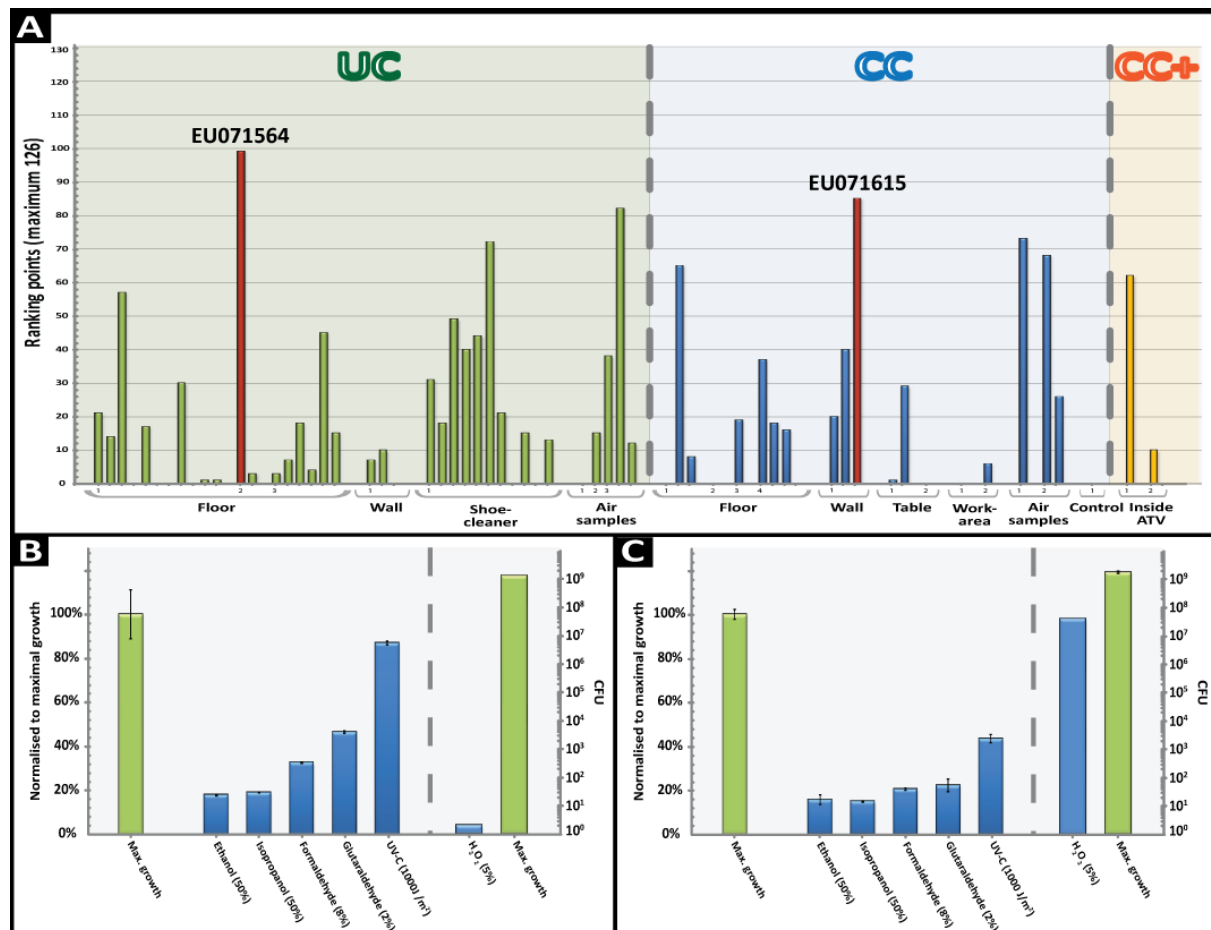 A
UC
CC
CC+
EU071564
EU071615
Ranking points (maximum 126)
130
120
110
100
90
80
70
60
50
40
30
20
10
0
1 2 3 1 1 1 2 3 1 2 3 4 1 1 2 1 2 1 2 1 1 2
Floor Wall Shoe-cleaner Air samples Floor Wall Table Work-area Air samples Control Inside ATV
B
Normalised to maximal growth
100%
80%
60%
40%
20%
0%
CFU
10⁹
10⁸
10⁷
10⁶
10⁵
10⁴
10³
10²
10¹
10⁰
Max. growth
Ethanol (50%)
Isopropanol (50%)
Formaldehyde (8%)
Glutaraldehyde (2%)
UV-C (1000J/m²)
H₂O₂ (5%)
Max. growth
C
Normalised to maximal growth
100%
80%
60%
40%
20%
0%
CFU
10⁹
10⁸
10⁷
10⁶
10⁵
10⁴
10³
10²
10¹
10⁰
Max. growth
Ethanol (50%)
Isopropanol (50%)
Formaldehyde (8%)
Glutaraldehyde (2%)
UV-C (1000 J/m²)
H₂O₂ (5%)
Max. growth